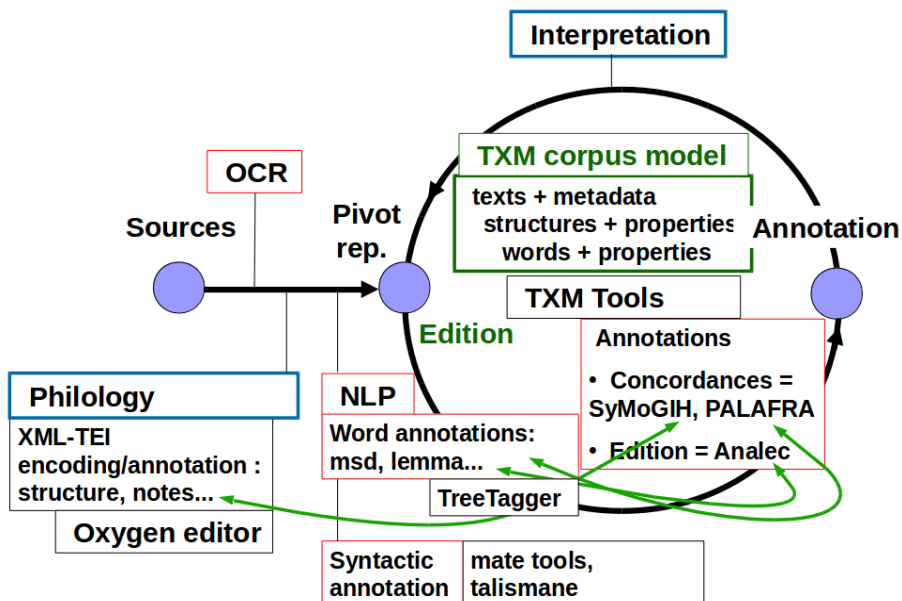 Interpretation
TXM corpus model
OCR
texts + metadata
structures + properties
words + properties
Sources
Pivot
rep.
Annotation
TXM Tools
Edition
Annotations
• Concordances =
SyMoGIH, PALAFRA
• Edition = Analec
Philology
XML-TEI
encoding/annotation :
structure, notes...
Oxygen editor
NLP
Word annotations:
msd, lemma...
TreeTagger
Syntactic
annotation
mate tools,
talismane